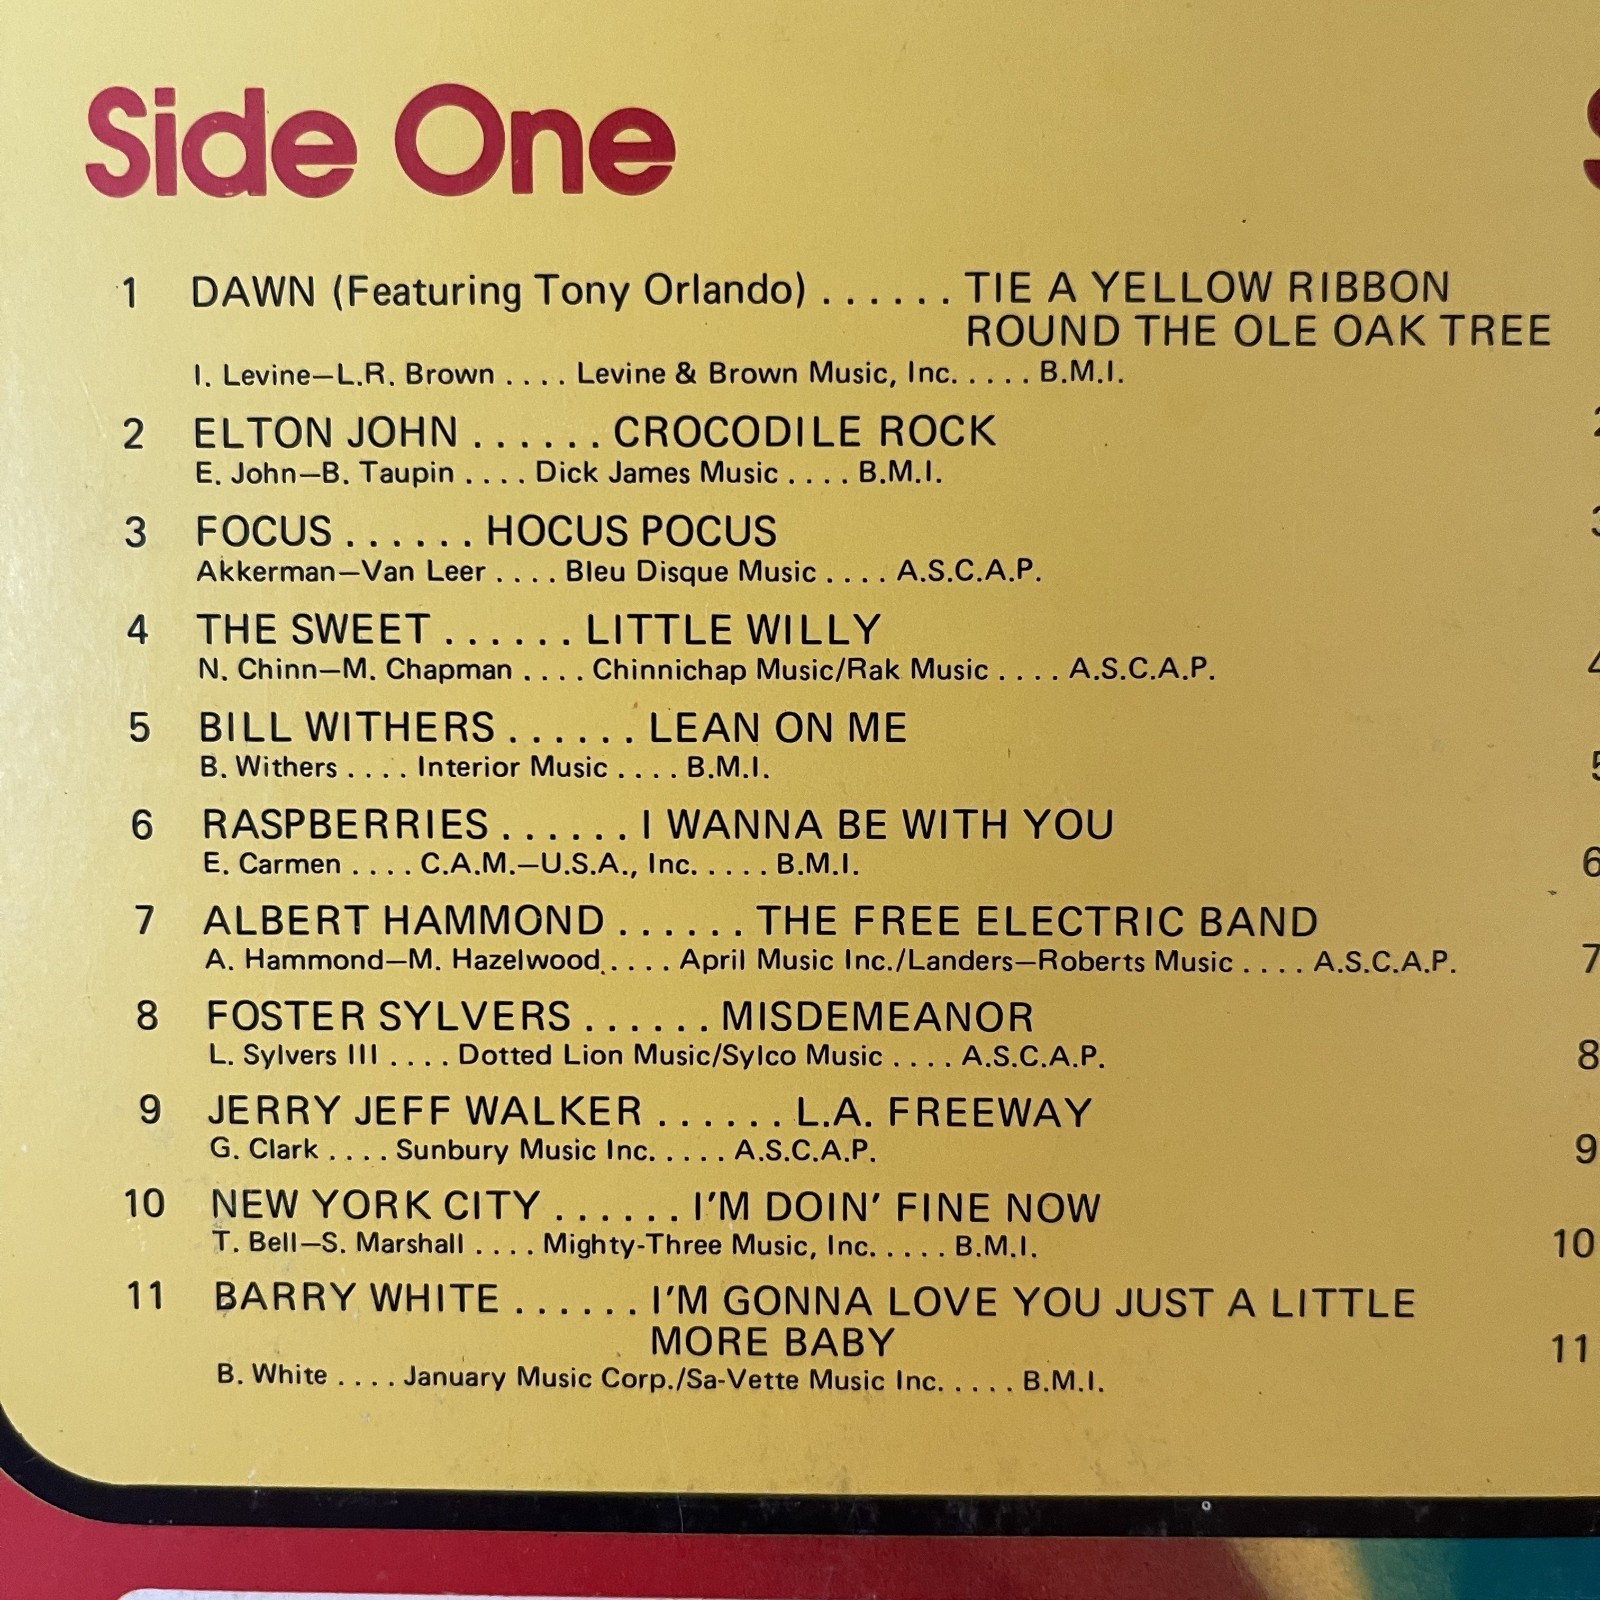 Side One
1 DAWN (Featuring Tony Orlando) ...... TIE A YELLOW RIBBON
ROUND THE OLE OAK TREE
I. Levine—L.R. Brown .... Levine & Brown Music, Inc. .... B.M.I.
2 ELTON JOHN ...... CROCODILE ROCK
E. John—B. Taupin .... Dick James Music .... B.M.I.
3 FOCUS ...... HOCUS POCUS
Akkerman—Van Leer .... Bleu Disque Music .... A.S.C.A.P.
4 THE SWEET ...... LITTLE WILLY
N. Chinn—M. Chapman .... Chinnichap Music/Rak Music .... A.S.C.A.P.
5 BILL WITHERS ...... LEAN ON ME
B. Withers .... Interior Music .... B.M.I.
6 RASPBERRIES ...... I WANNA BE WITH YOU
E. Carmen .... C.A.M.—U.S.A., Inc. .... B.M.I.
7 ALBERT HAMMOND ...... THE FREE ELECTRIC BAND
A. Hammond—M. Hazelwood .... April Music Inc./Landers—Roberts Music .... A.S.C.A.P.
8 FOSTER SYLVERS ...... MISDEMEANOR
L. Sylvers III .... Dotted Lion Music/Sylco Music .... A.S.C.A.P.
9 JERRY JEFF WALKER ...... L.A. FREEWAY
G. Clark .... Sunbury Music Inc. .... A.S.C.A.P.
10 NEW YORK CITY ...... I'M DOIN' FINE NOW
T. Bell—S. Marshall .... Mighty-Three Music, Inc. .... B.M.I.
11 BARRY WHITE ...... I'M GONNA LOVE YOU JUST A LITTLE
MORE BABY
B. White .... January Music Corp./Sa-Vette Music Inc. .... B.M.I.
S
2
3
4
5
6
7
8
9
10
11